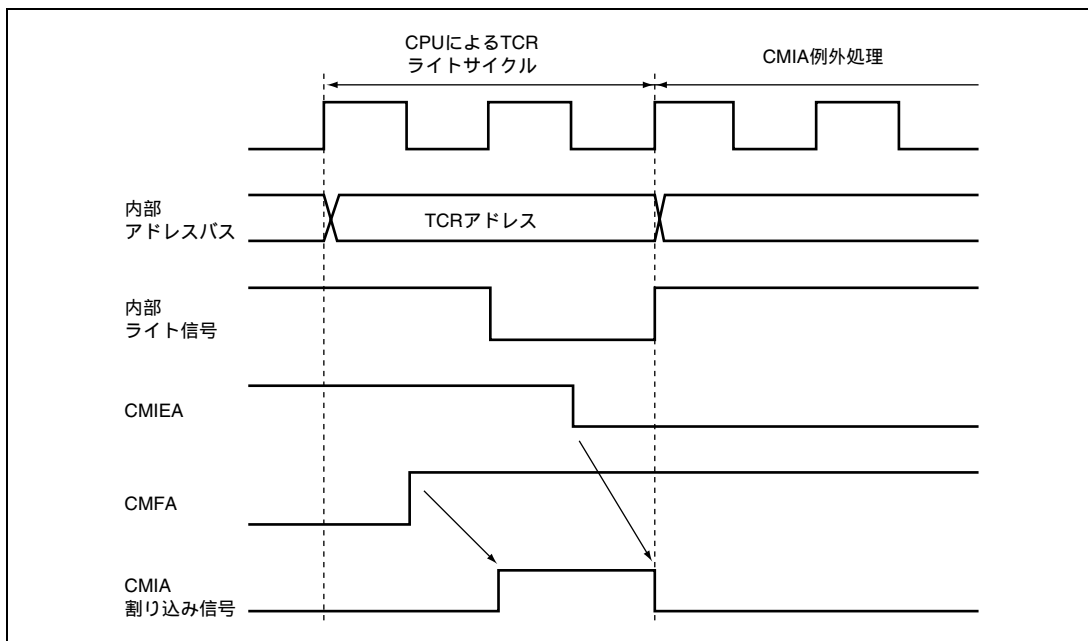 CPUによるTCR
ライトサイクル
CMIA例外処理
内部
アドレスバス
TCRアドレス
内部
ライト信号
CMIEA
CMFA
CMIA
割り込み信号